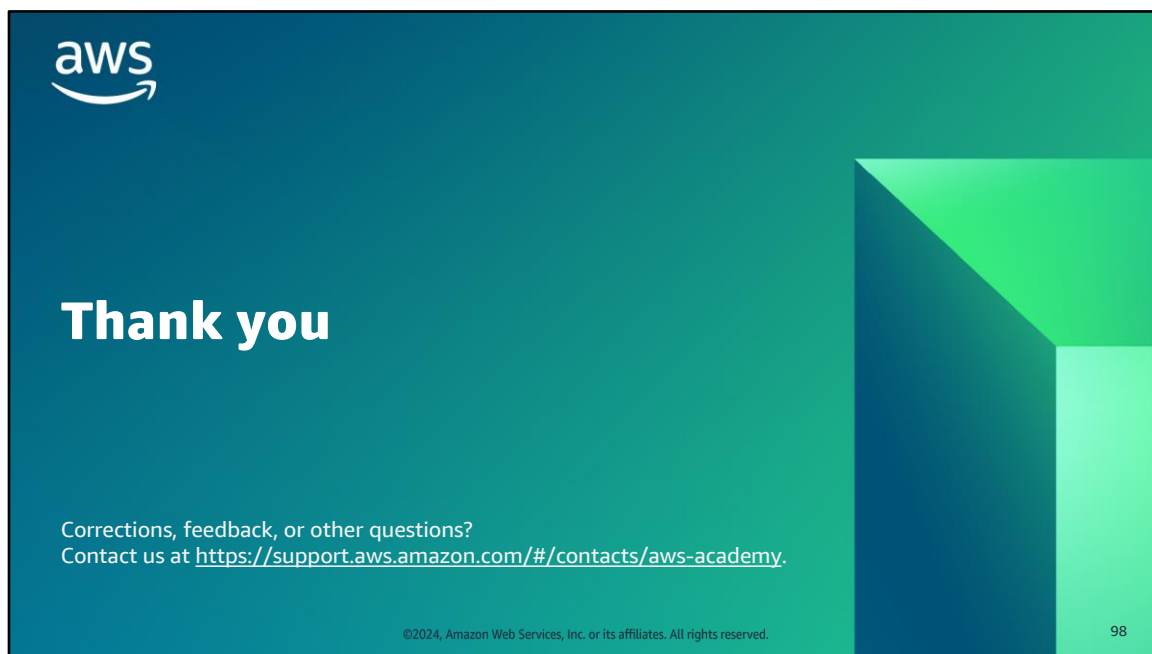 aws
Thank you
Corrections, feedback, or other questions?
Contact us at https://support.aws.amazon.com/#/contacts/aws-academy.
©2024, Amazon Web Services, Inc. or its affiliates. All rights reserved.
98